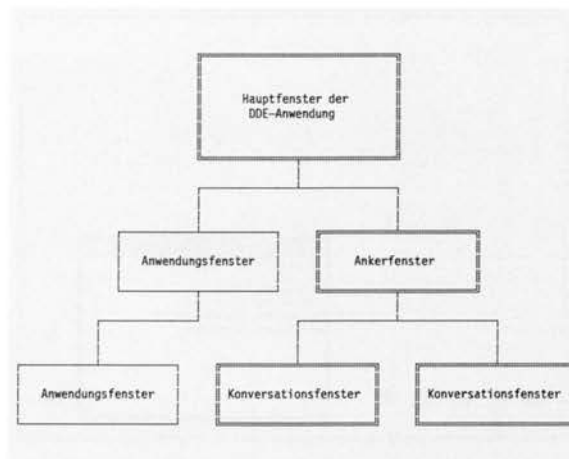 Hauptfenster der
DDE—Anwendung
Anwendungsfenster
Ankerfenster
Anwendungsfenster
Konversationsfenster
Konversationsfenster